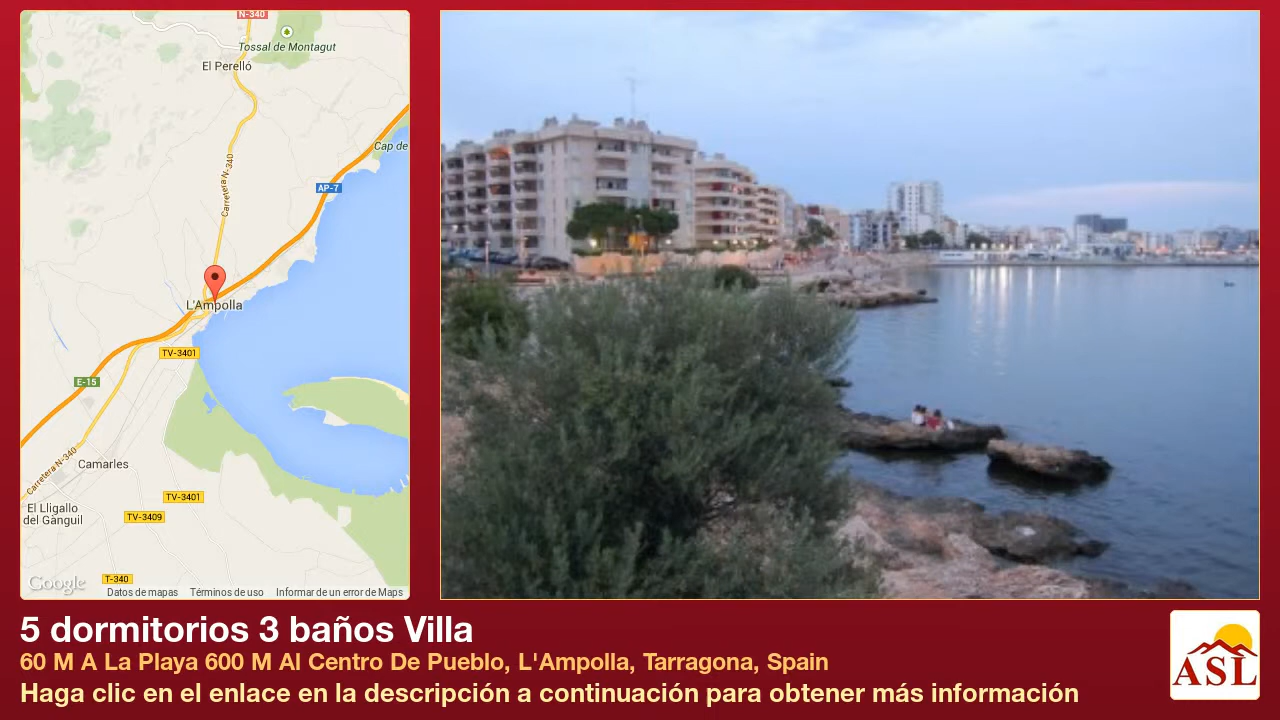 N-340
Tossal de Montagut
El Perelló
Cap de
Carretera N-340
AP-7
L'Ampolla
TV-3401
E-15
Carretera N-340
Camarles
TV-3401
El Lligallo
del Gànguil
TV-3409
T-340
Google
Datos de mapas Términos de uso Informar de un error de Maps
5 dormitorios 3 baños Villa
60 M A La Playa 600 M Al Centro De Pueblo, L'Ampolla, Tarragona, Spain
Haga clic en el enlace en la descripción a continuación para obtener más información
ASL